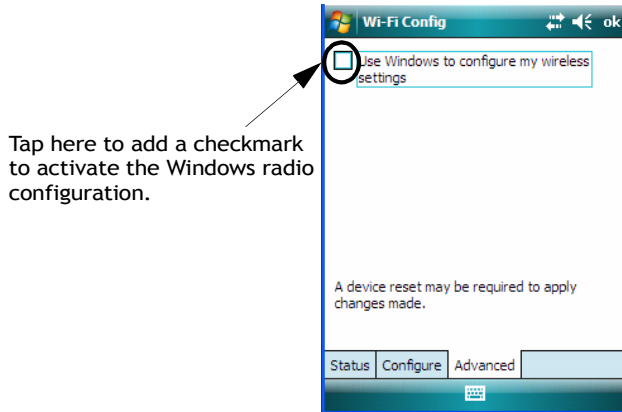 Wi-Fi Config
ok
Use Windows to configure my wireless
settings
Tap here to add a checkmark
to activate the Windows radio
configuration.
A device reset may be required to apply
changes made.
Status Configure Advanced